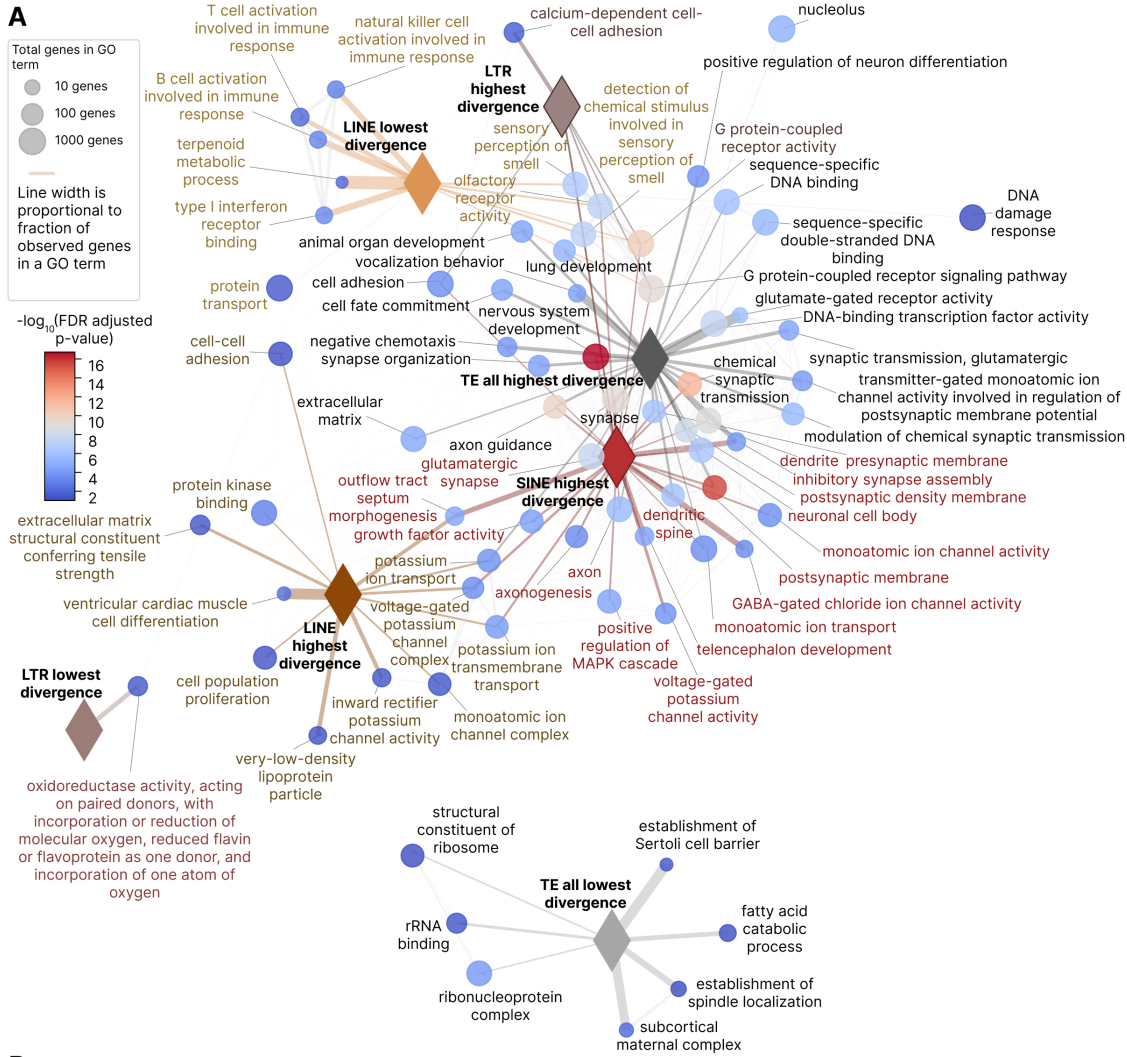 A
Total genes in GO
term
10 genes
100 genes
1000 genes
Line width is
proportional to
fraction of
observed genes
in a GO term
-log10(FDR adjusted
p-value)
16
14
12
10
8
6
4
2
T cell activation
involved in immune
response
natural killer cell
activation involved in
immune response
B cell activation
involved in immune
response
terpenoid
metabolic
process
type I interferon
receptor
binding
LINE lowest
divergence
calcium-dependent cell-
cell adhesion
LTR
highest
divergence
nucleolus
positive regulation of neuron differentiation
detection of
chemical stimulus
involved in
sensory
perception of
smell
sensory
perception of
smell
olfactory
receptor
activity
G protein-coupled
receptor activity
sequence-specific
DNA binding
DNA
damage
response
sequence-specific
double-stranded DNA
binding
animal organ development
vocalization behavior
lung development
cell adhesion
cell fate commitment
G protein-coupled receptor signaling pathway
glutamate-gated receptor activity
DNA-binding transcription factor activity
protein
transport
cell-cell
adhesion
nervous system
development
negative chemotaxis
synapse organization
TE all highest divergence
chemical
synaptic
transmission
synaptic transmission, glutamatergic
transmitter-gated monoatomic ion
channel activity involved in regulation of
postsynaptic membrane potential
modulation of chemical synaptic transmission
extracellular
matrix
synapse
axon guidance
glutamatergic
synapse
SINE highest
divergence
dendrite
presynaptic membrane
inhibitory synapse assembly
postsynaptic density membrane
neuronal cell body
monoatomic ion channel activity
postsynaptic membrane
GABA-gated chloride ion channel activity
monoatomic ion transport
telencephalon development
outflow tract
septum
morphogenesis
growth factor activity
dendritic
spine
axon
axonogenesis
positive
regulation of
MAPK cascade
voltage-gated
potassium
channel activity
protein kinase
binding
extracellular matrix
structural constituent
conferring tensile
strength
potassium
ion transport
ventricular cardiac muscle
cell differentiation
voltage-gated
potassium
channel
complex
LINE
highest
divergence
potassium ion
transmembrane
transport
cell population
proliferation
inward rectifier
potassium
channel activity
monoatomic ion
channel complex
very-low-density
lipoprotein
particle
LTR lowest
divergence
oxidoreductase activity, acting
on paired donors, with
incorporation or reduction of
molecular oxygen, reduced flavin
or flavoprotein as one donor, and
incorporation of one atom of
oxygen
structural
constituent of
ribosome
establishment of
Sertoli cell barrier
TE all lowest
divergence
rRNA
binding
fatty acid
catabolic
process
ribonucleoprotein
complex
establishment of
spindle localization
subcortical
maternal complex